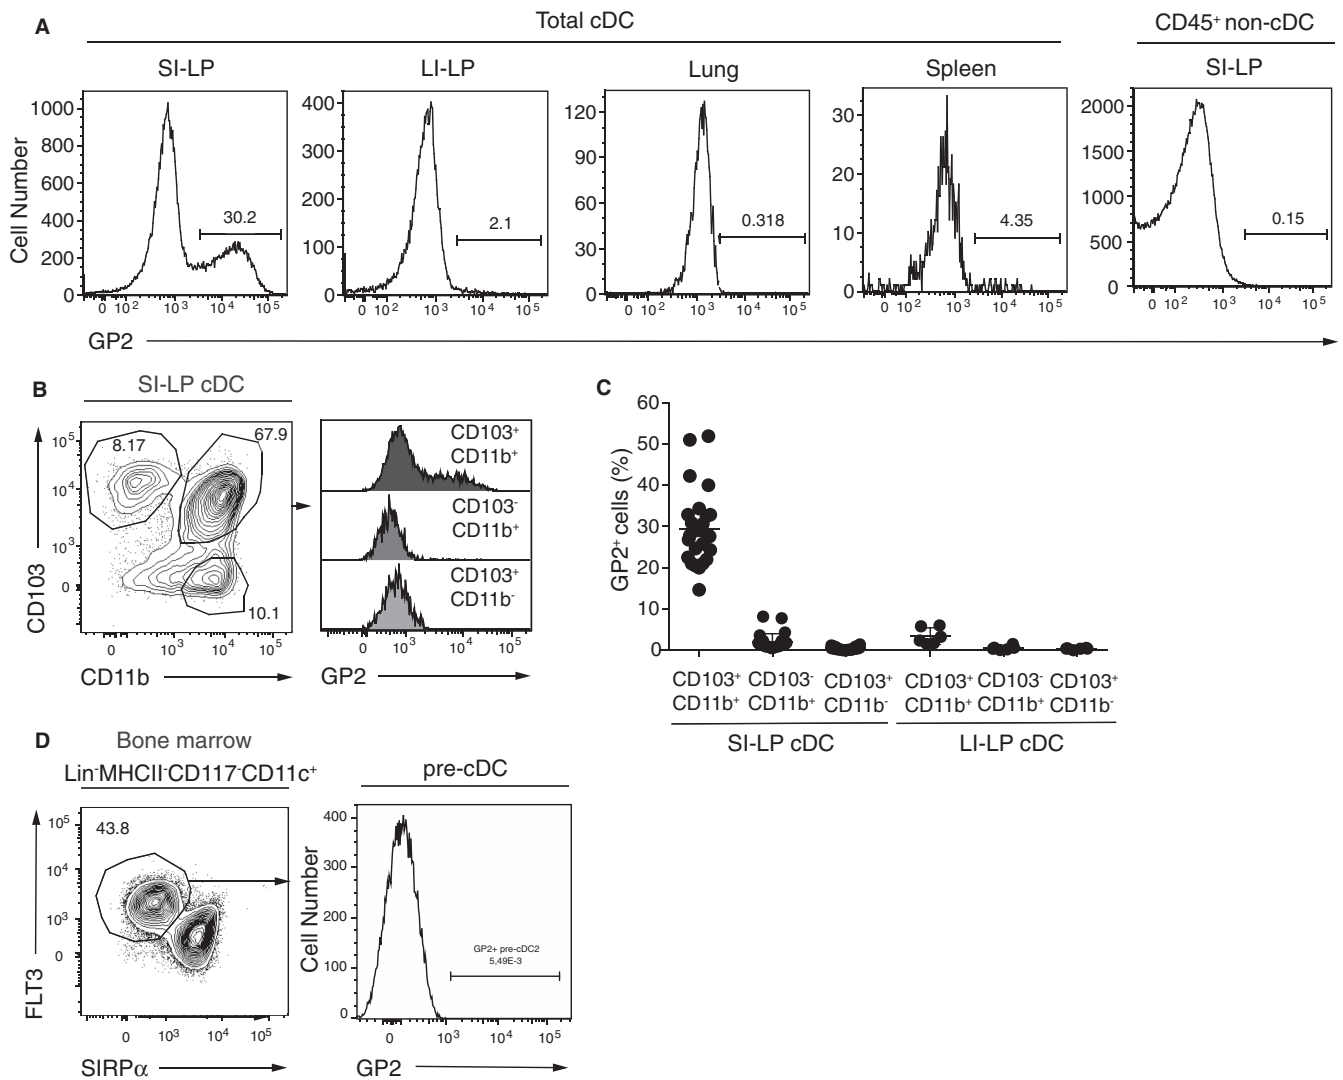 A
Total cDC
CD45⁺ non-cDC
SI-LP
LI-LP
Lung
Spleen
SI-LP
Cell Number
1000
800
600
400
200
0
30.2
0 10² 10³ 10⁴ 10⁵
400
300
200
100
0
2.1
0 10² 10³ 10⁴ 10⁵
120
90
60
30
0
0.318
0 10² 10³ 10⁴ 10⁵
30
20
10
0
4.35
0 10² 10³ 10⁴ 10⁵
2000
1500
1000
500
0
0.15
0 10² 10³ 10⁴ 10⁵
GP2
B
SI-LP cDC
CD103
10⁵
10⁴
10³
0
8.17
67.9
10.1
0 10³ 10⁴ 10⁵
CD11b
CD103⁺
CD11b⁺
CD103⁻
CD11b⁺
CD103⁺
CD11b⁻
0 10³ 10⁴ 10⁵
GP2
C
GP2⁺ cells (%)
60
50
40
30
20
10
0
CD103⁺ CD103⁻ CD103⁺ CD103⁺ CD103⁻ CD103⁺
CD11b⁺ CD11b⁺ CD11b⁻ CD11b⁺ CD11b⁺ CD11b⁻
SI-LP cDC
LI-LP cDC
D
Bone marrow
Lin⁻MHCII⁻CD117⁻CD11c⁺
FLT3
10⁵
10⁴
10³
0
43.8
0 10³ 10⁴ 10⁵
SIRPα
pre-cDC
Cell Number
400
300
200
100
0
GP2+ pre-cDC2
5,49E-3
0 10³ 10⁴ 10⁵
GP2